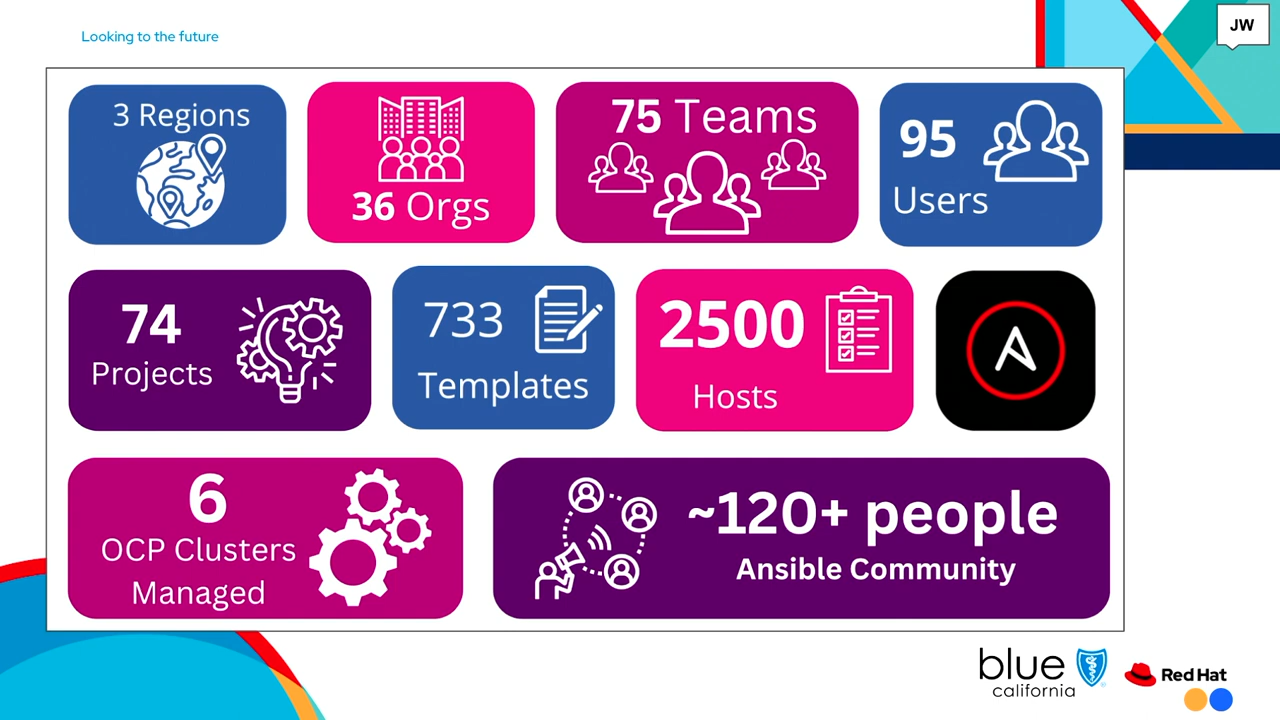 Looking to the future
JW
3 Regions
36 Orgs
75 Teams
95
Users
74
Projects
733
Templates
2500
Hosts
6
OCP Clusters
Managed
~120+ people
Ansible Community
blue
california
Red Hat